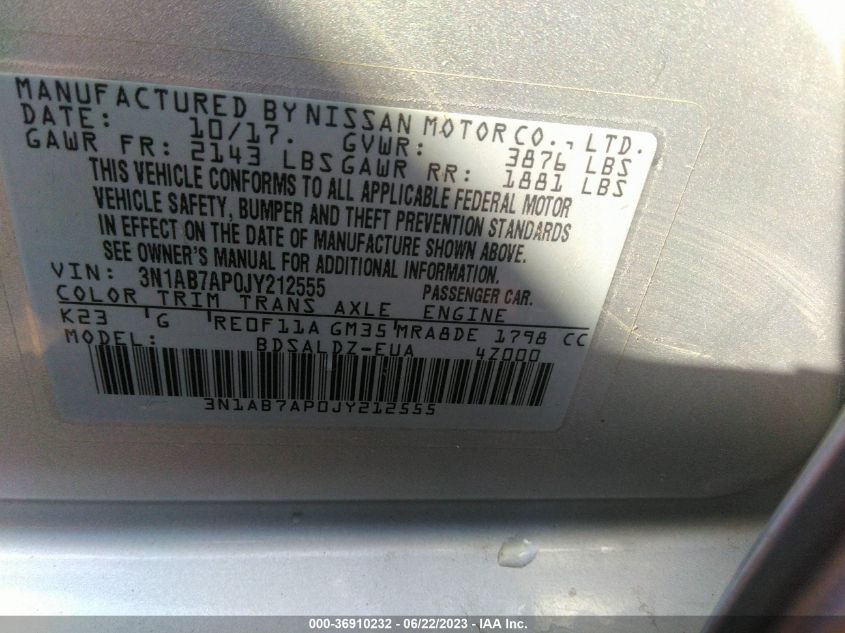 MANUFACTURED BY NISSAN MOTOR CO., LTD.
DATE: 10/17. GVWR: 3876 LBS
GAWR FR: 2143 LBS GAWR RR: 1881 LBS
THIS VEHICLE CONFORMS TO ALL APPLICABLE FEDERAL MOTOR
VEHICLE SAFETY, BUMPER AND THEFT PREVENTION STANDARDS
IN EFFECT ON THE DATE OF MANUFACTURE SHOWN ABOVE.
SEE OWNER'S MANUAL FOR ADDITIONAL INFORMATION.
VIN: 3N1AB7AP0JY212555 PASSENGER CAR.
COLOR TRIM TRANS AXLE ENGINE
K23 G RE0F11A GM35 MRA8DE 1798 CC
MODEL: BDSALDZ-EUA 4Z000
3N1AB7AP0JY212555
000-36910232 - 06/22/2023 - IAA Inc.